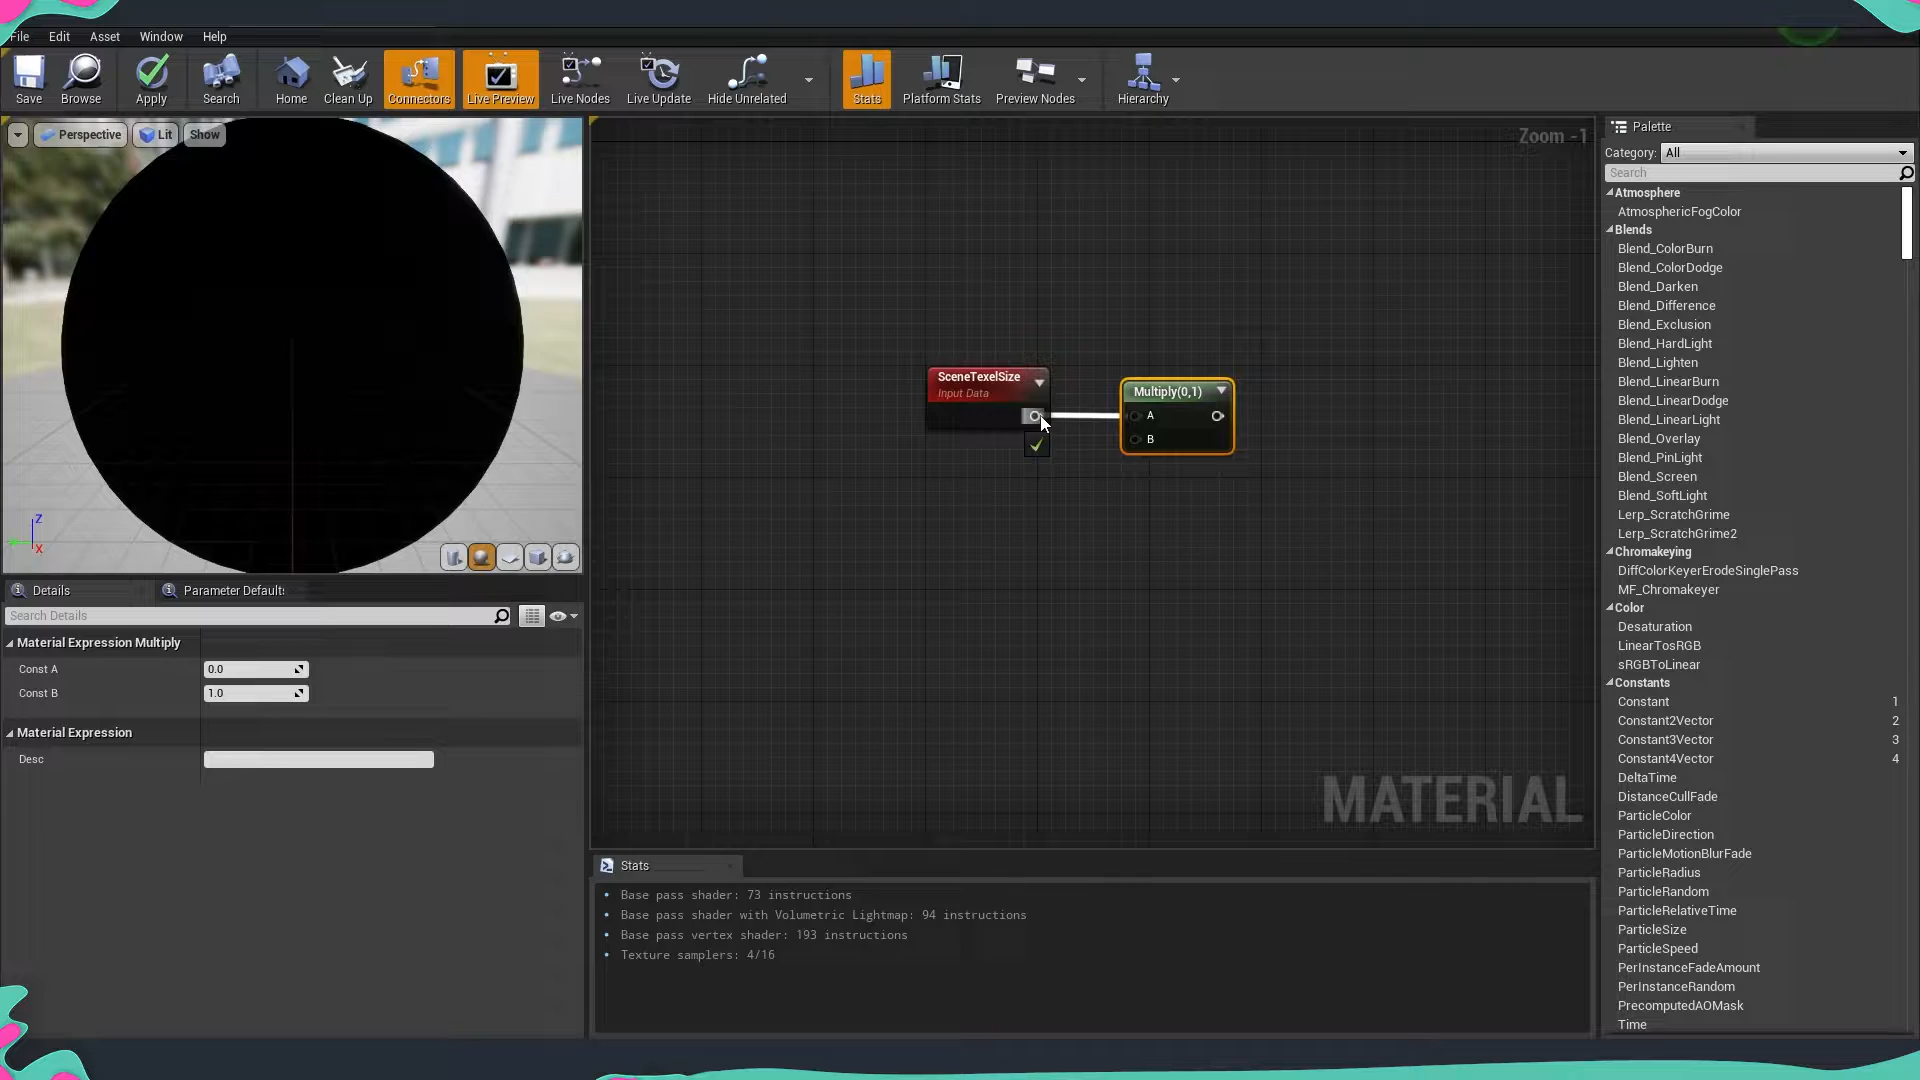 File Edit Asset Window Help
Save Browse Apply Search Home Clean Up Connectors Live Preview Live Nodes Live Update Hide Unrelated Stats Platform Stats Preview Nodes Hierarchy
Perspective Lit Show
Z
X
Zoom -1
SceneTexelSize
Input Data
Multiply(0,1)
A
B
MATERIAL
Details Parameter Defaults
Search Details
Material Expression Multiply
Const A 0.0
Const B 1.0
Material Expression
Desc
Stats
• Base pass shader: 73 instructions
• Base pass shader with Volumetric Lightmap: 94 instructions
• Base pass vertex shader: 193 instructions
• Texture samplers: 4/16
Palette
Category: All
Search
Atmosphere
AtmosphericFogColor
Blends
Blend_ColorBurn
Blend_ColorDodge
Blend_Darken
Blend_Difference
Blend_Exclusion
Blend_HardLight
Blend_Lighten
Blend_LinearBurn
Blend_LinearDodge
Blend_LinearLight
Blend_Overlay
Blend_PinLight
Blend_Screen
Blend_SoftLight
Lerp_ScratchGrime
Lerp_ScratchGrime2
Chromakeying
DiffColorKeyerErodeSinglePass
MF_Chromakeyer
Color
Desaturation
LinearTosRGB
sRGBToLinear
Constants
Constant 1
Constant2Vector 2
Constant3Vector 3
Constant4Vector 4
DeltaTime
DistanceCullFade
ParticleColor
ParticleDirection
ParticleMotionBlurFade
ParticleRadius
ParticleRandom
ParticleRelativeTime
ParticleSize
ParticleSpeed
PerInstanceFadeAmount
PerInstanceRandom
PrecomputedAOMask
Time